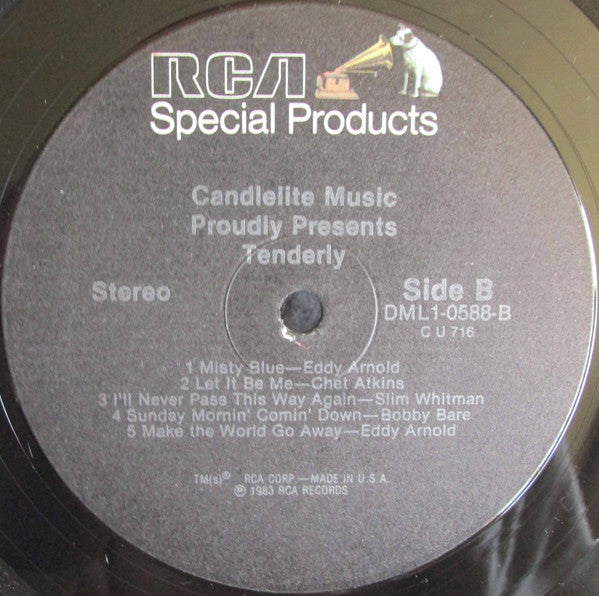 RCA
Special Products
Candlelite Music
Proudly Presents
Tenderly
Stereo
Side B
DML1-0588-B
C U 716
1 Misty Blue—Eddy Arnold
2 Let It Be Me—Chet Atkins
3 I'll Never Pass This Way Again—Slim Whitman
4 Sunday Mornin' Comin' Down—Bobby Bare
5 Make the World Go Away—Eddy Arnold
TM(s)® RCA CORP.—MADE IN U.S.A.
℗ 1983 RCA RECORDS